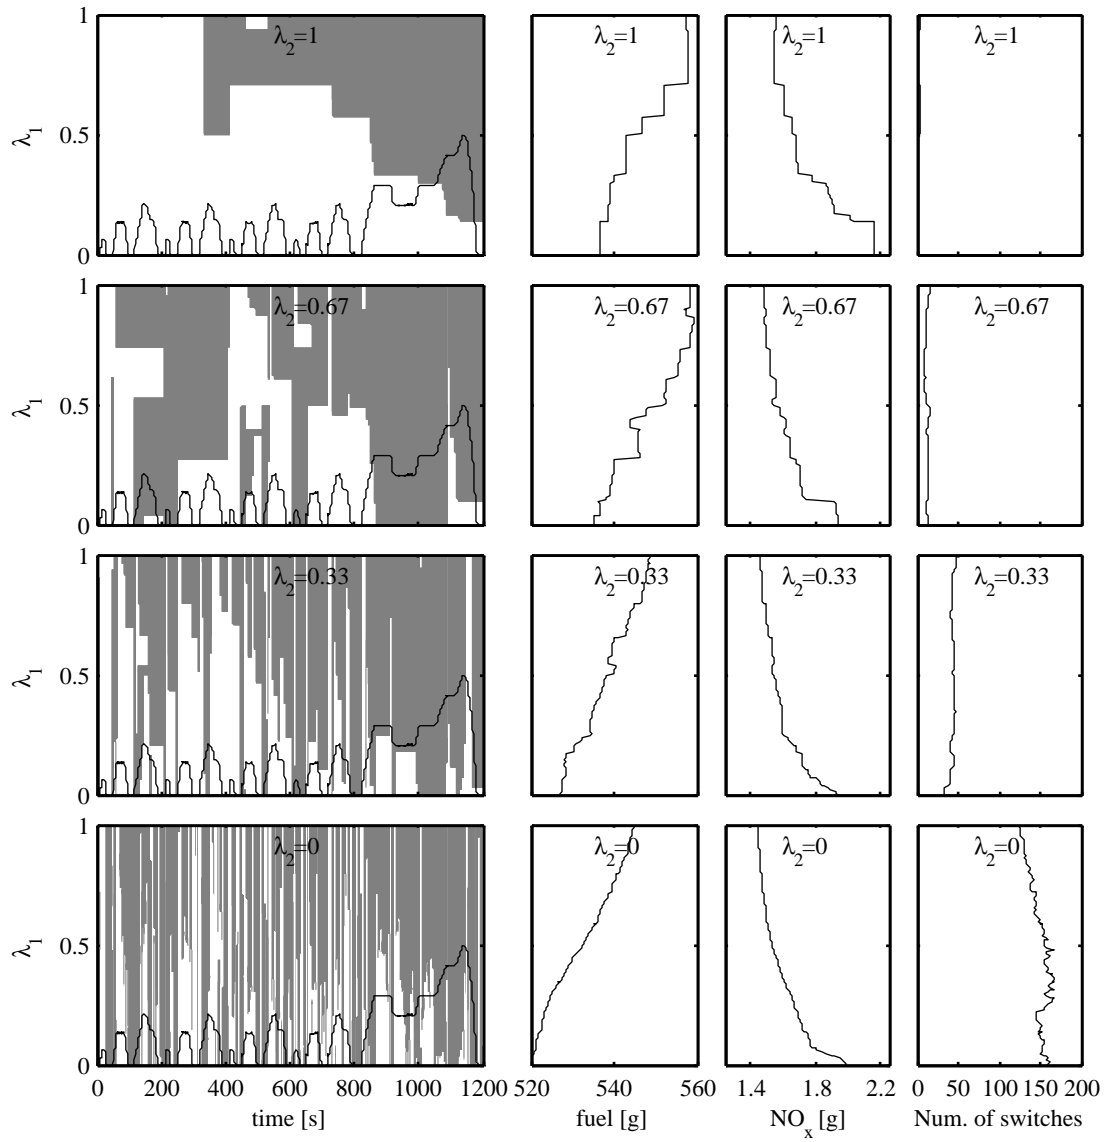 1
0.5
0
λ₁
λ₂=1
λ₂=1
λ₂=1
λ₂=1
1
0.5
0
λ₁
λ₂=0.67
λ₂=0.67
λ₂=0.67
λ₂=0.67
1
0.5
0
λ₁
λ₂=0.33
λ₂=0.33
λ₂=0.33
λ₂=0.33
1
0.5
0
λ₁
λ₂=0
λ₂=0
λ₂=0
λ₂=0
0 200 400 600 800 1000 1200
520 540 560
1.4 1.8 2.2
0 50 100 150 200
time [s]
fuel [g]
NOₓ [g]
Num. of switches